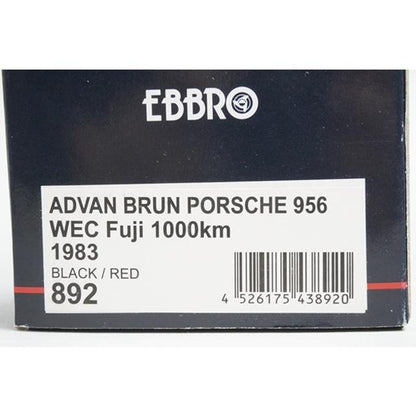 EBBRO
ADVAN BRUN PORSCHE 956
WEC Fuji 1000km
1983
BLACK / RED
892
4 526175 438920